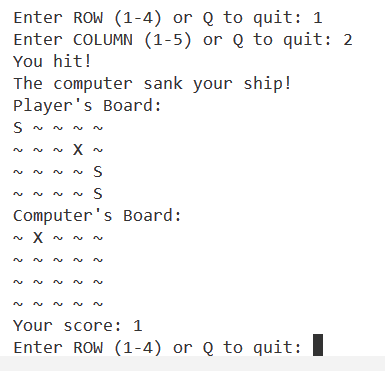 Enter ROW (1-4) or Q to quit: 1
Enter COLUMN (1-5) or Q to quit: 2
You hit!
The computer sank your ship!
Player's Board:
S ~ ~ ~ ~
~ ~ ~ X ~
~ ~ ~ ~ S
~ ~ ~ ~ S
Computer's Board:
~ X ~ ~ ~
~ ~ ~ ~ ~
~ ~ ~ ~ ~
~ ~ ~ ~ ~
Your score: 1
Enter ROW (1-4) or Q to quit: